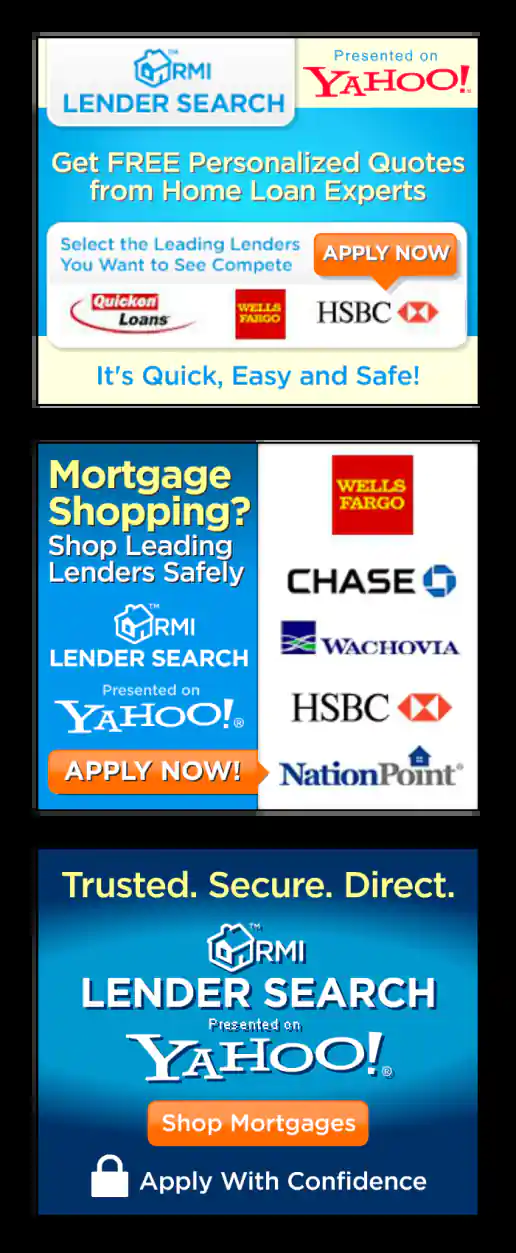 ™
RMI
LENDER SEARCH
Presented on
YAHOO!®
Get FREE Personalized Quotes
from Home Loan Experts
Select the Leading Lenders
You Want to See Compete
APPLY NOW
Quicken
Loans
WELLS
FARGO
HSBC
It's Quick, Easy and Safe!
Mortgage
Shopping?
Shop Leading
Lenders Safely
™
RMI
LENDER SEARCH
Presented on
YAHOO!®
APPLY NOW!
WELLS
FARGO
CHASE
WACHOVIA
HSBC
NationPoint®
Trusted. Secure. Direct.
™
RMI
LENDER SEARCH
Presented on
YAHOO!®
Shop Mortgages
Apply With Confidence